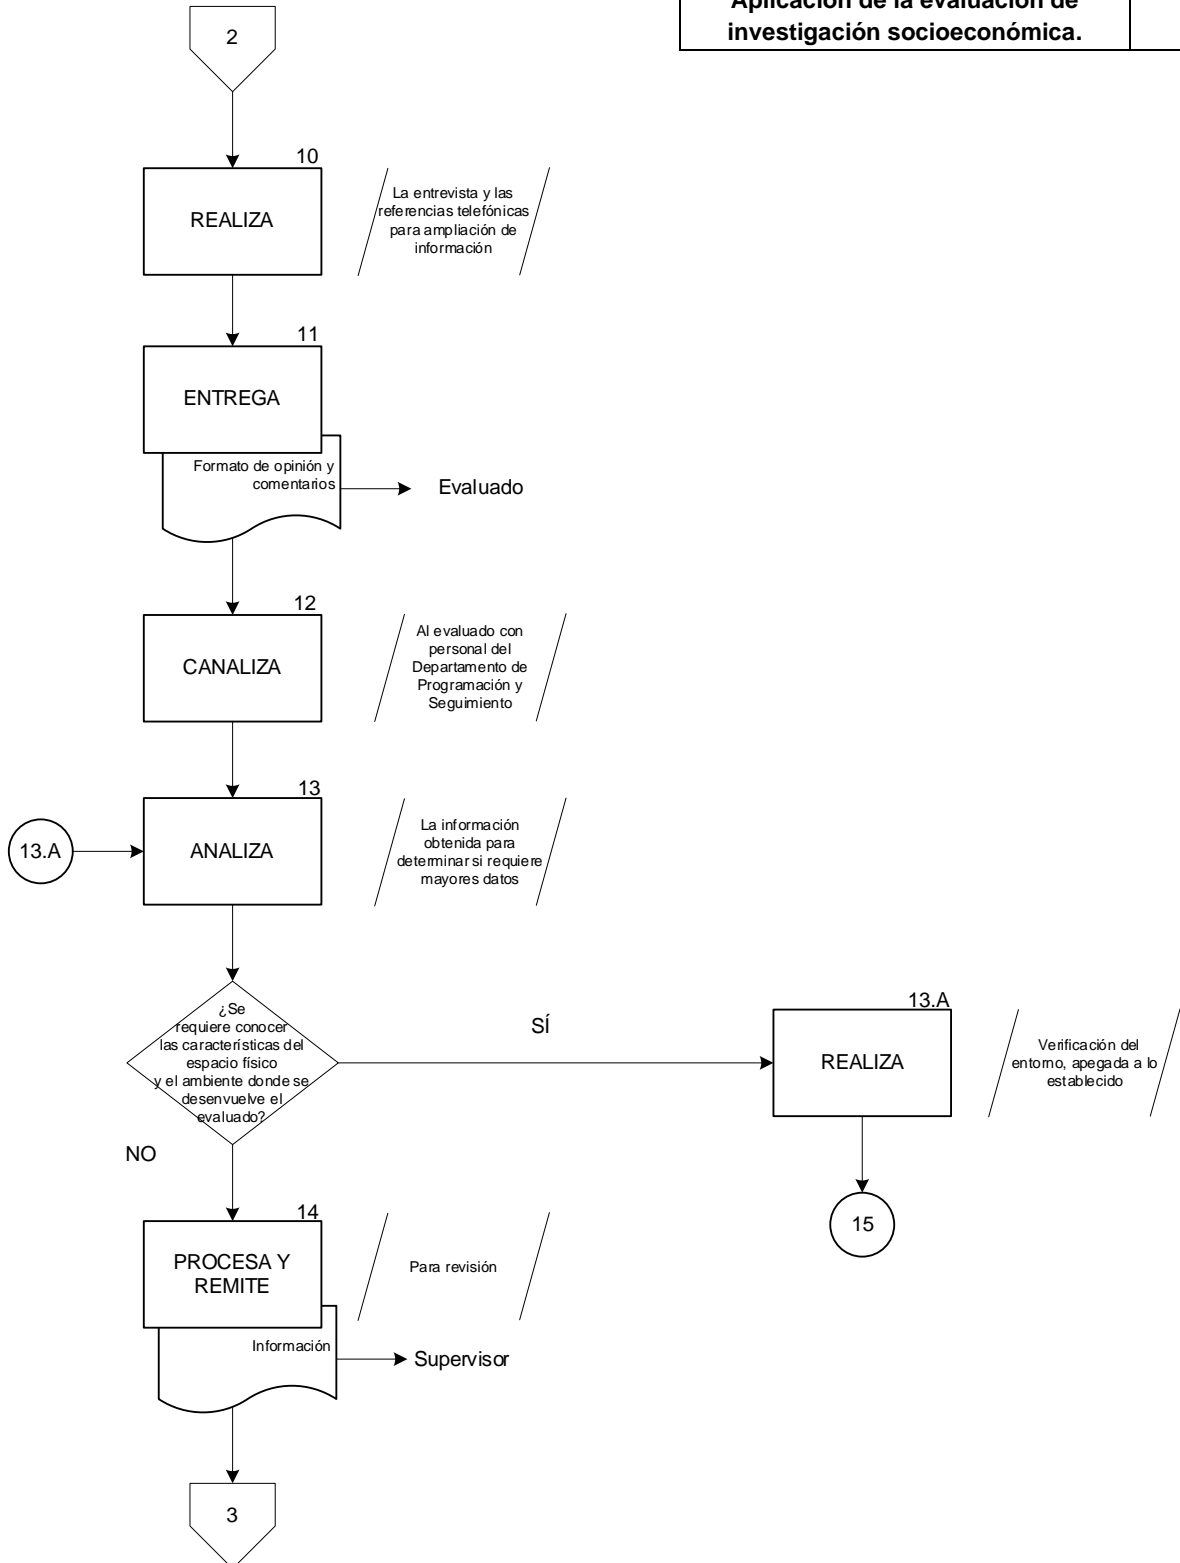 Aplicación de la evaluación de
investigación socioeconómica.
2
10
REALIZA
La entrevista y las
referencias telefónicas
para ampliación de
información
11
ENTREGA
Formato de opinión y
comentarios
Evaluado
12
CANALIZA
Al evaluado con
personal del
Departamento de
Programación y
Seguimiento
13
13.A
ANALIZA
La información
obtenida para
determinar si requiere
mayores datos
¿Se
requiere conocer
las características del
espacio físico
y el ambiente donde se
desenvuelve el
evaluado?
SÍ
NO
13.A
REALIZA
Verificación del
entorno, apegada a lo
establecido
15
14
PROCESA Y
REMITE
Para revisión
Información
Supervisor
3